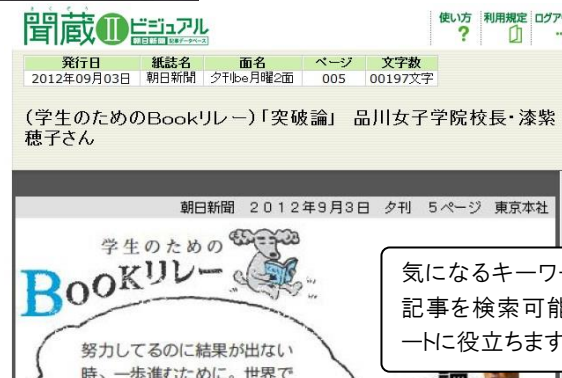 きくぞう
聞蔵Ⅱビジュアル
朝日新聞 記事データベース
使い方 利用規定 ログア
?
発行日 紙誌名 面名 ページ 文字数
2012年09月03日 朝日新聞 夕刊be月曜2面 005 00197文字
(学生のためのBookリレー)「突破論」 品川女子学院校長・漆紫
穂子さん
朝日新聞 2012年9月3日 夕刊 5ページ 東京本社
学生のための
BooKリレー
気になるキーワー
記事を検索可能
ートに役立ちます
努力してるのに結果が出ない
時、一歩進むために。世界で